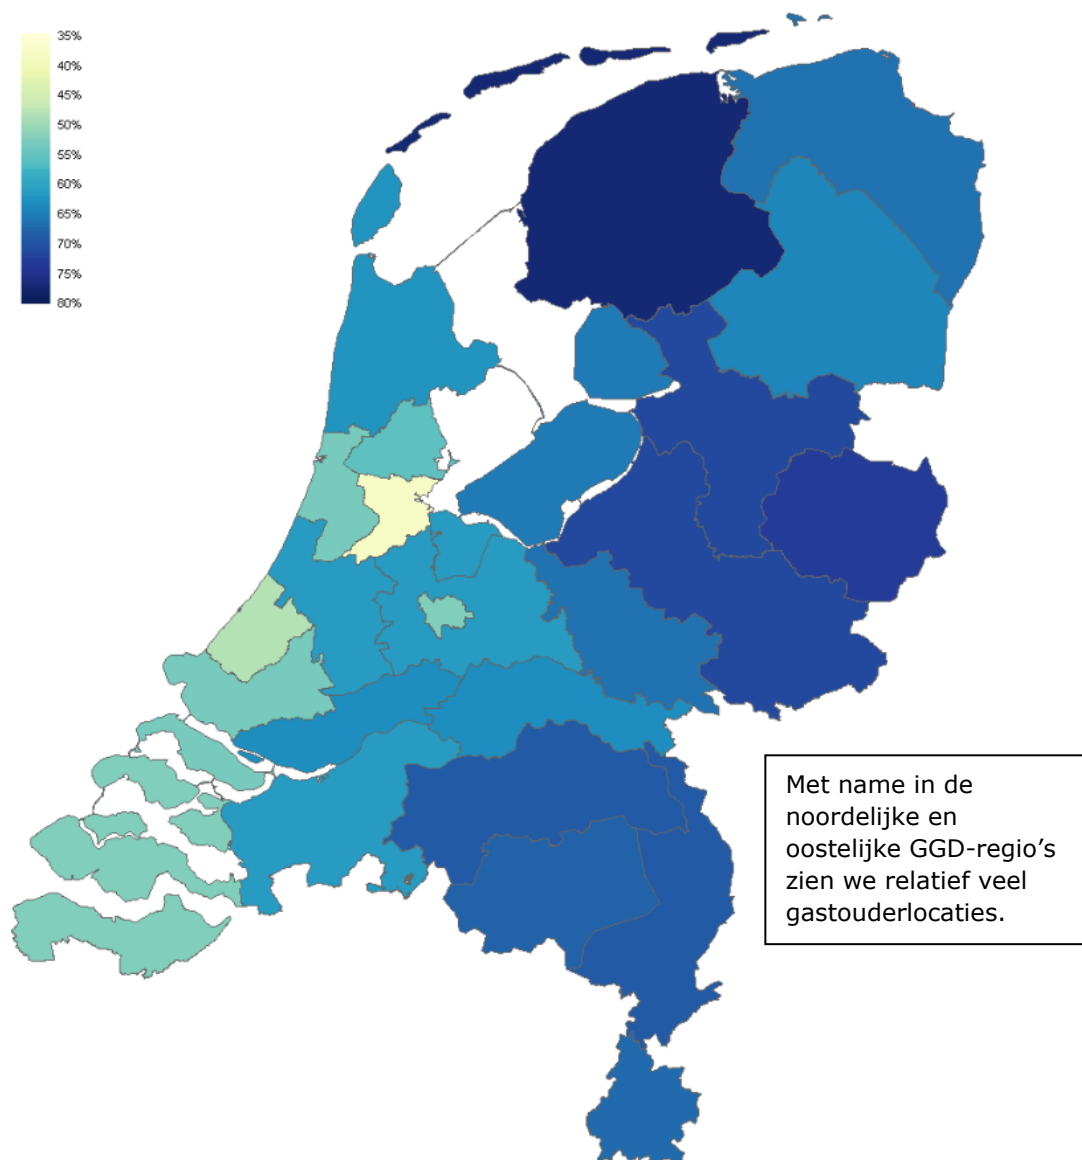 35%
40%
45%
50%
55%
60%
65%
70%
75%
80%
Met name in de
noordelijke en
oostelijke GGD-regio's
zien we relatief veel
gastouderlocaties.